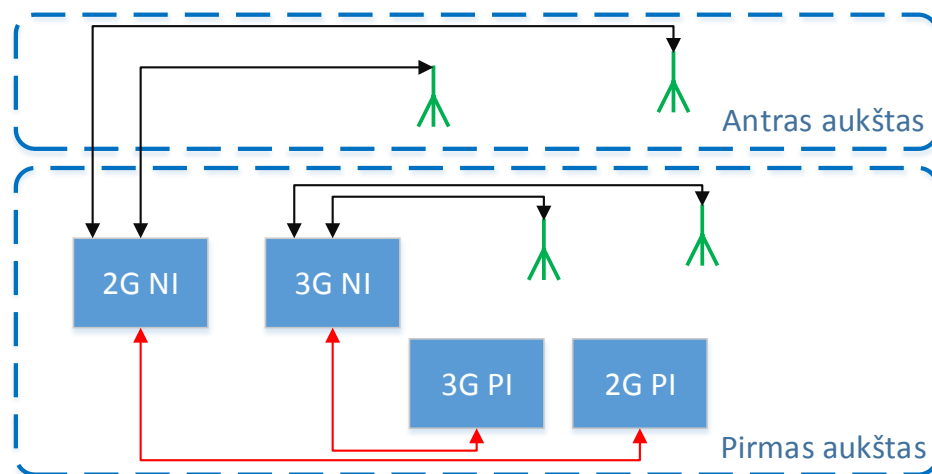 Antras aukštas
2G NI
3G NI
3G PI
2G PI
Pirmas aukštas